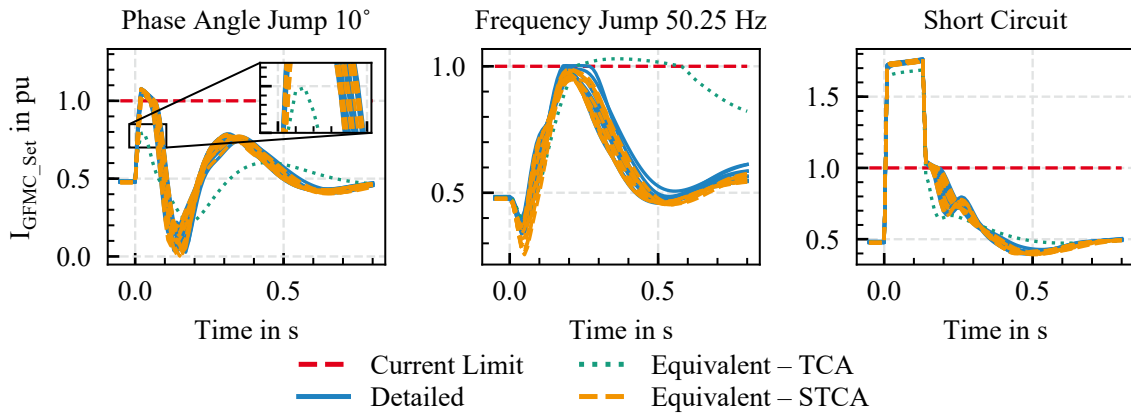 Phase Angle Jump 10°
Frequency Jump 50.25 Hz
Short Circuit
I_GFMC_Set in pu
1.0
0.5
0.0
0.0
0.5
Time in s
1.0
0.5
0.0
0.5
Time in s
1.5
1.0
0.5
0.0
0.5
Time in s
Current Limit
Equivalent – TCA
Detailed
Equivalent – STCA